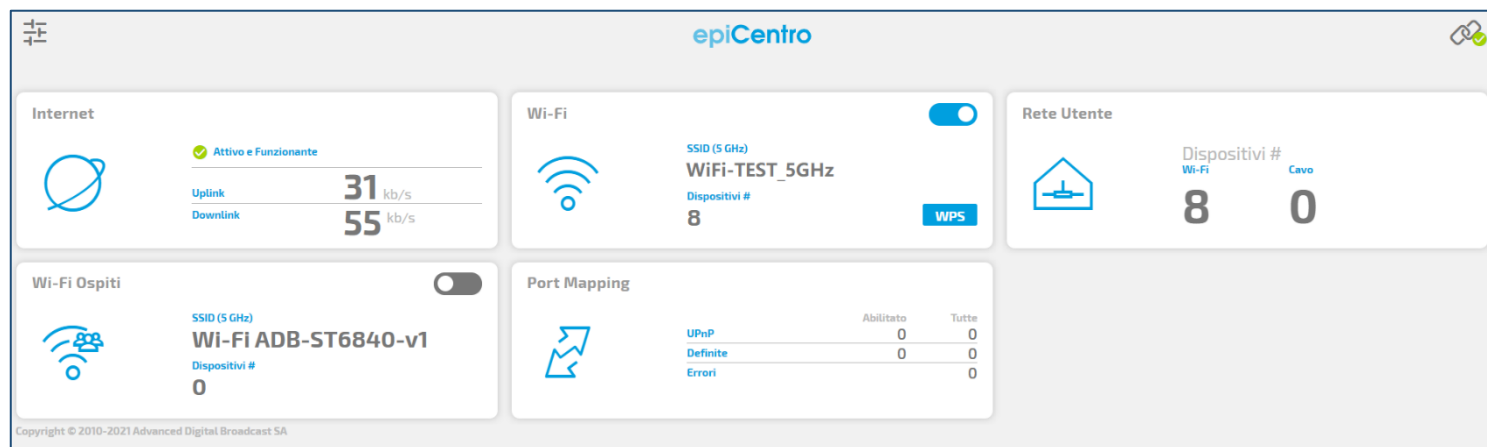 epiCentro
Internet
Attivo e Funzionante
Uplink 31 kb/s
Downlink 55 kb/s
Wi-Fi
SSID (5 GHz)
WiFi-TEST_5GHz
Dispositivi #
8
WPS
Rete Utente
Dispositivi #
Wi-Fi Cavo
8 0
Wi-Fi Ospiti
SSID (5 GHz)
Wi-Fi ADB-ST6840-v1
Dispositivi #
0
Port Mapping
Abilitato Tutte
UPnP 0 0
Definite 0 0
Errori 0
Copyright © 2010-2021 Advanced Digital Broadcast SA